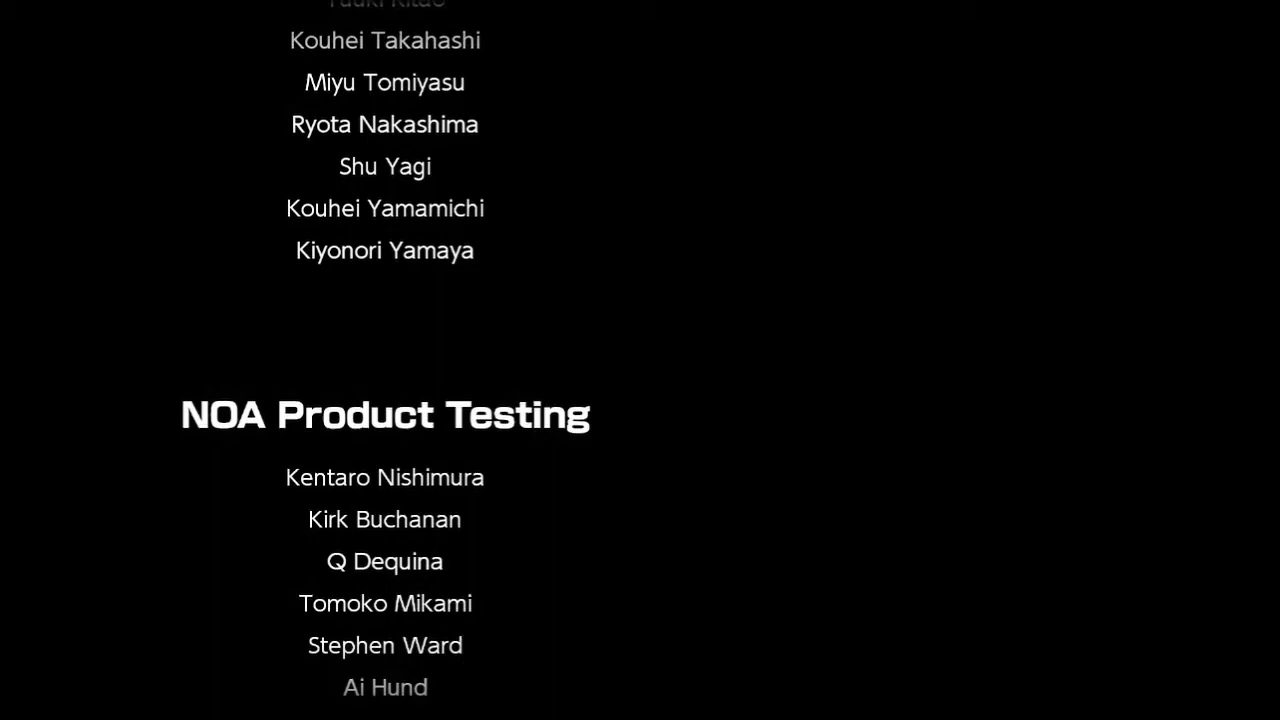 Kouhei Takahashi
Miyu Tomiyasu
Ryota Nakashima
Shu Yagi
Kouhei Yamamichi
Kiyonori Yamaya
NOA Product Testing
Kentaro Nishimura
Kirk Buchanan
Q Dequina
Tomoko Mikami
Stephen Ward
Ai Hund